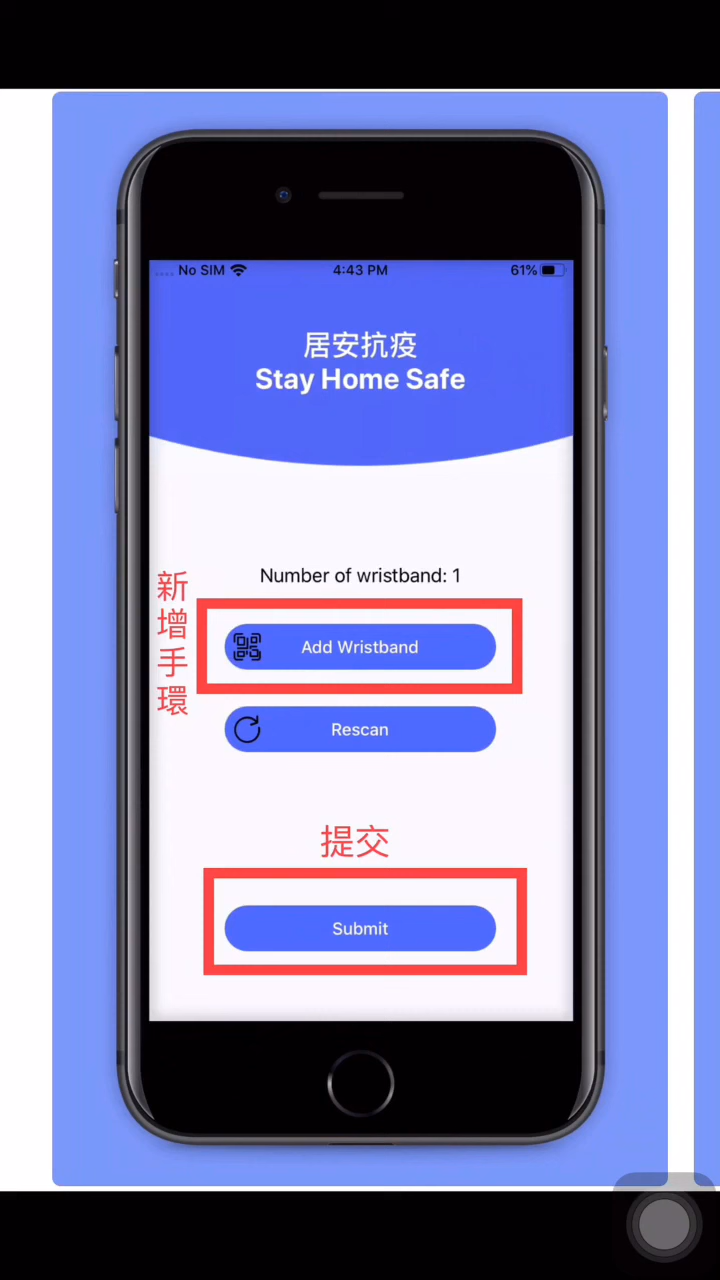 No SIM 4:43 PM 61%
居安抗疫
Stay Home Safe
Number of wristband: 1
新增手環
Add Wristband
Rescan
提交
Submit